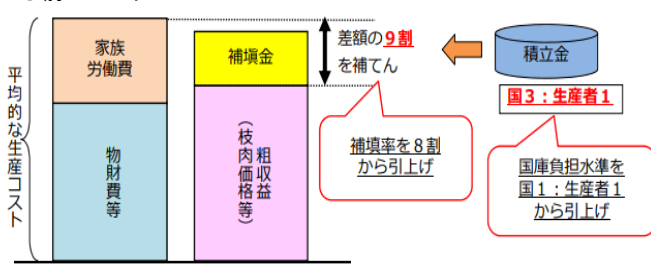 平均的な生産コスト
家族
労働費
物財費等
補填金
粗収益
（枝肉価格等）
差額の９割
を補てん
積立金
国３：生産者１
補填率を８割
から引上げ
国庫負担水準を
国１：生産者１
から引上げ